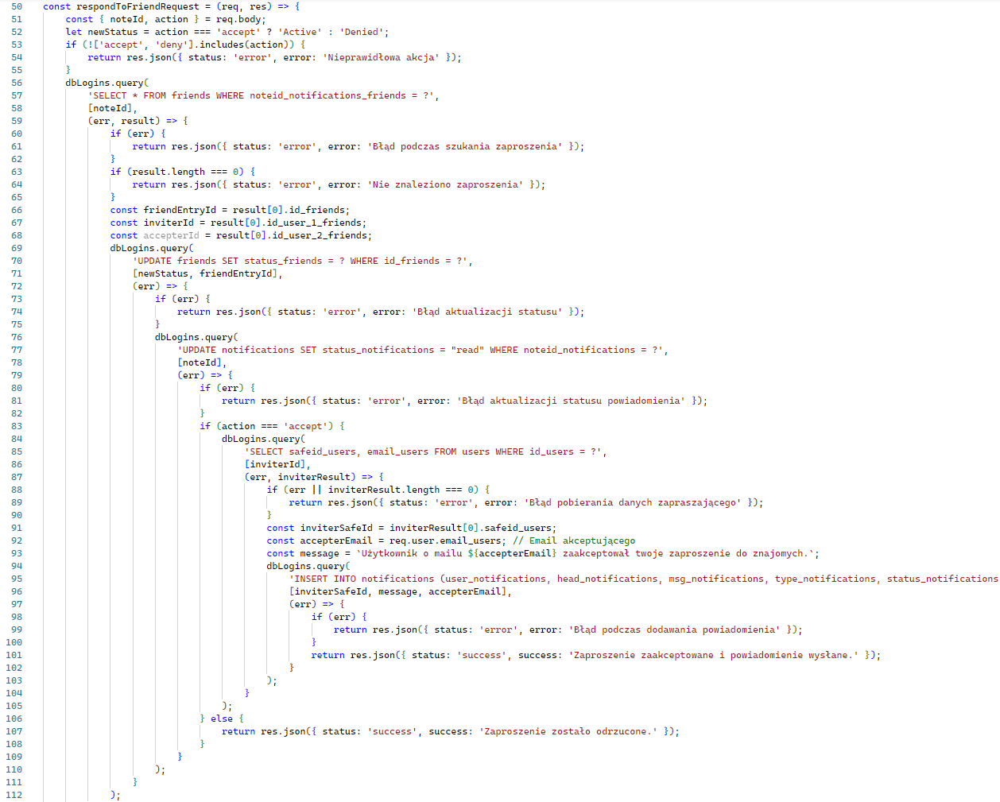 50 const respondToFriendRequest = (req, res) => {
51     const { noteId, action } = req.body;
52     let newStatus = action === 'accept' ? 'Active' : 'Denied';
53     if (!['accept', 'deny'].includes(action)) {
54         return res.json({ status: 'error', error: 'Nieprawidłowa akcja' });
55     }
56     dbLogins.query(
57         'SELECT * FROM friends WHERE noteid_notifications_friends = ?',
58         [noteId],
59         (err, result) => {
60             if (err) {
61                 return res.json({ status: 'error', error: 'Błąd podczas szukania zaproszenia' });
62             }
63             if (result.length === 0) {
64                 return res.json({ status: 'error', error: 'Nie znaleziono zaproszenia' });
65             }
66             const friendEntryId = result[0].id_friends;
67             const inviterId = result[0].id_user_1_friends;
68             const accepterId = result[0].id_user_2_friends;
69             dbLogins.query(
70                 'UPDATE friends SET status_friends = ? WHERE id_friends = ?',
71                 [newStatus, friendEntryId],
72                 (err) => {
73                     if (err) {
74                         return res.json({ status: 'error', error: 'Błąd aktualizacji statusu' });
75                     }
76                     dbLogins.query(
77                         'UPDATE notifications SET status_notifications = "read" WHERE noteid_notifications = ?',
78                         [noteId],
79                         (err) => {
80                             if (err) {
81                                 return res.json({ status: 'error', error: 'Błąd aktualizacji statusu powiadomienia' });
82                             }
83                             if (action === 'accept') {
84                                 dbLogins.query(
85                                     'SELECT safeid_users, email_users FROM users WHERE id_users = ?',
86                                     [inviterId],
87                                     (err, inviterResult) => {
88                                         if (err || inviterResult.length === 0) {
89                                             return res.json({ status: 'error', error: 'Błąd pobierania danych zapraszającego' });
90                                         }
91                                         const inviterSafeId = inviterResult[0].safeid_users;
92                                         const accepterEmail = req.user.email_users; // Email akceptującego
93                                         const message = `Użytkownik o mailu ${accepterEmail} zaakceptował twoje zaproszenie do znajomych.`;
94                                         dbLogins.query(
95                                             'INSERT INTO notifications (user_notifications, head_notifications, msg_notifications, type_notifications, status_notifications
96                                             [inviterSafeId, message, accepterEmail],
97                                             (err) => {
98                                                 if (err) {
99                                                     return res.json({ status: 'error', error: 'Błąd podczas dodawania powiadomienia' });
100                                                 }
101                                                 return res.json({ status: 'success', success: 'Zaproszenie zaakceptowane i powiadomienie wysłane.' });
102                                             }
103                                         );
104                                     }
105                                 );
106                             } else {
107                                 return res.json({ status: 'success', success: 'Zaproszenie zostało odrzucone.' });
108                             }
109                         }
110                     );
111                 }
112             );